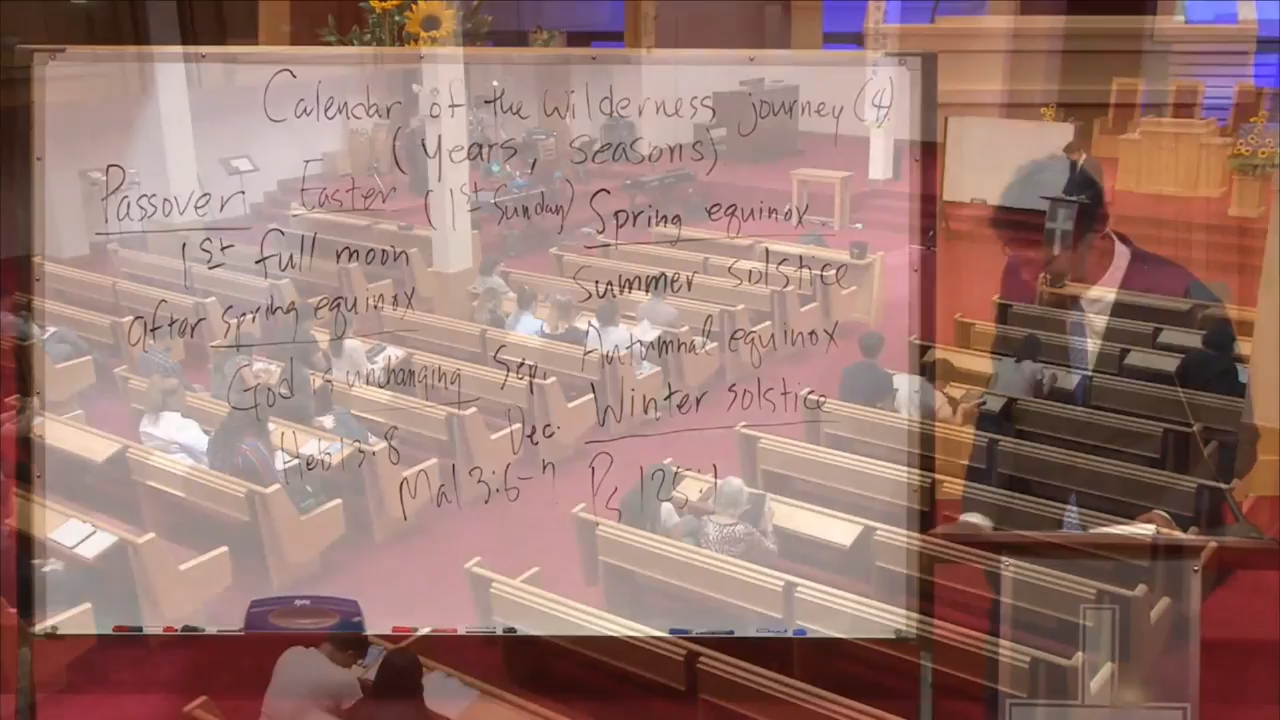 Calendar of the Wilderness journey (4)
(years, seasons)
Passover Easter (1st Sunday) Spring equinox
1st full moon
Summer solstice
after spring equinox
Sep. Autumnal equinox
God is unchanging
Dec. Winter solstice
Heb 13:8
Mal 3:6 Ps 125:1